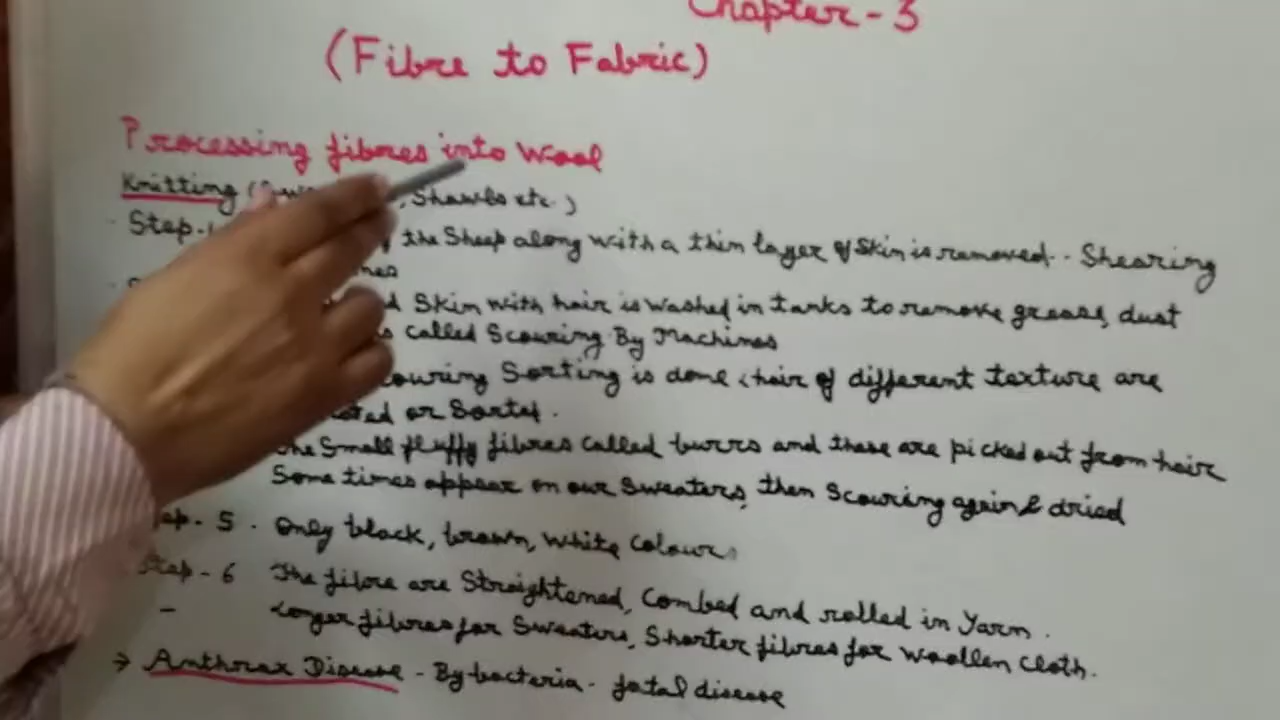 Chapter - 3
(Fibre to Fabric)
Processing fibres into Wool
Knitting ( , Shawls etc. )
Step-1 the Sheep along with a thin layer of Skin is removed.. Shearing
Skin with hair is washed in tanks to remove grease, dust
called Scouring By Machines
Sorting is done, hair of different texture are
or Sorted.
the Small fluffy fibres called burrs and these are picked out from hair
Some times appear on our Sweaters, then Scouring again & dried
5. Only black, brown, white colours
Step - 6 The fibre are Straightened, Combed and rolled in Yarn.
- Longer fibres for Sweaters, Shorter fibres for woollen cloth.
→ Anthrax Disease - By bacteria - fatal disease